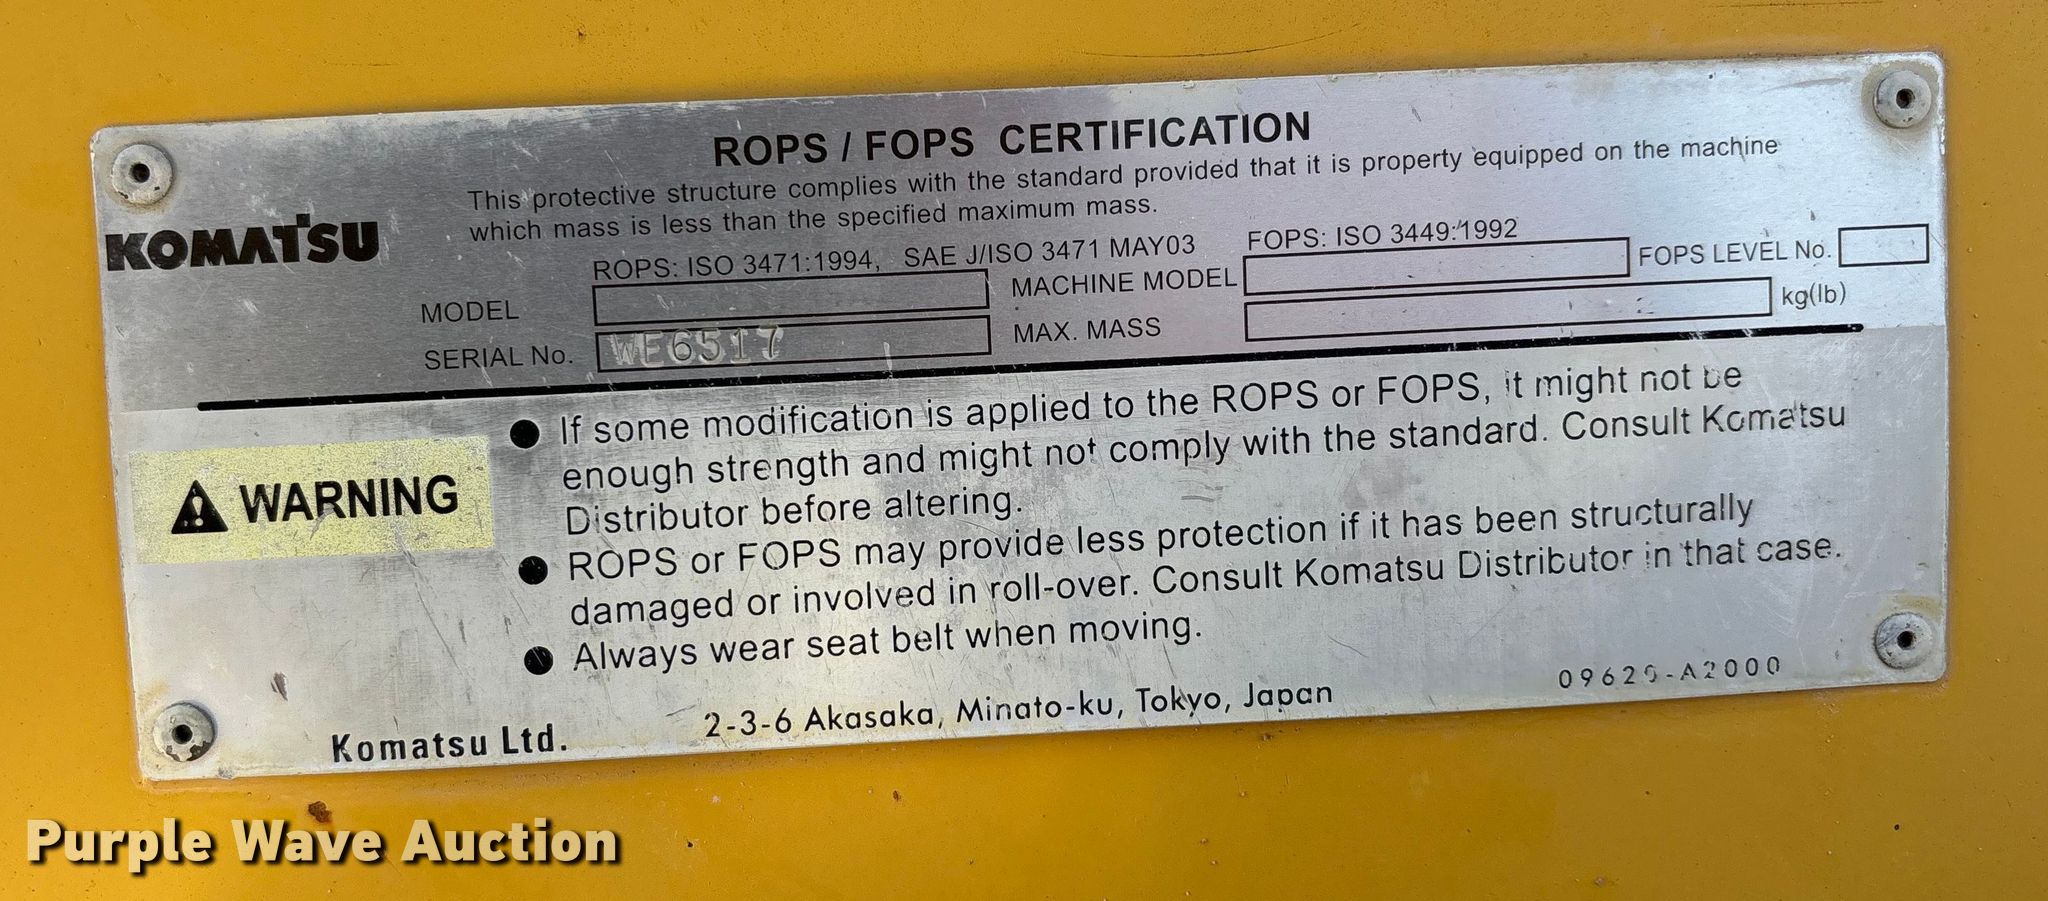 ROPS / FOPS CERTIFICATION
This protective structure complies with the standard provided that it is property equipped on the machine
which mass is less than the specified maximum mass.
KOMATSU
ROPS: ISO 3471:1994, SAE J/ISO 3471 MAY03 FOPS: ISO 3449:1992
MODEL MACHINE MODEL FOPS LEVEL No.
SERIAL No. WE6517 MAX. MASS kg(lb)
WARNING
● If some modification is applied to the ROPS or FOPS, it might not be
enough strength and might not comply with the standard. Consult Komatsu
Distributor before altering.
● ROPS or FOPS may provide less protection if it has been structurally
damaged or involved in roll-over. Consult Komatsu Distributor in that case.
● Always wear seat belt when moving.
09620-A2000
Komatsu Ltd. 2-3-6 Akasaka, Minato-ku, Tokyo, Japan
Purple Wave Auction